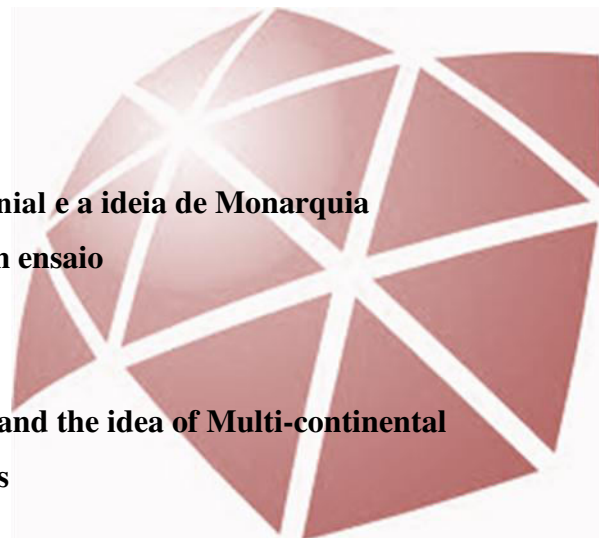 nial e a ideia de Monarquia
n ensaio
and the idea of Multi-continental
s